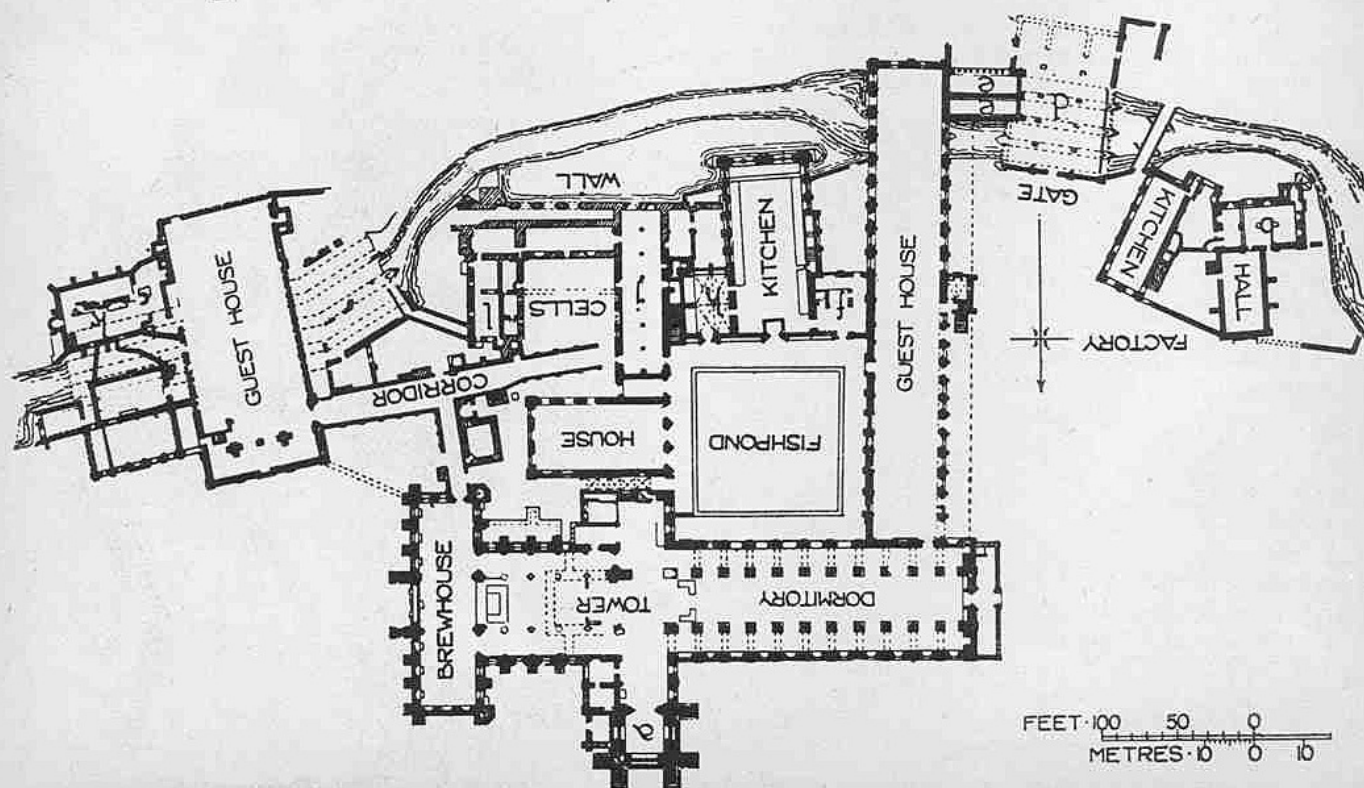 GATE
WALL
KITCHEN
KITCHEN
GUEST HOUSE
HALL
GUEST HOUSE
CELLS
FACTORY
CORRIDOR
HOUSE
FISHPOND
BREWHOUSE
TOWER
DORMITORY
FEET·100 50 0
METRES·10 0 10